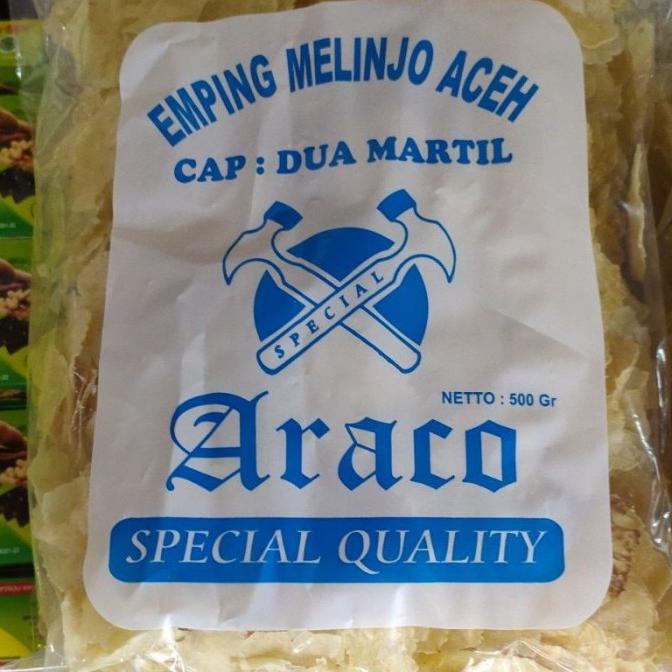 EMPING MELINJO ACEH
CAP : DUA MARTIL
SPECIAL
NETTO : 500 Gr
Araco
SPECIAL QUALITY